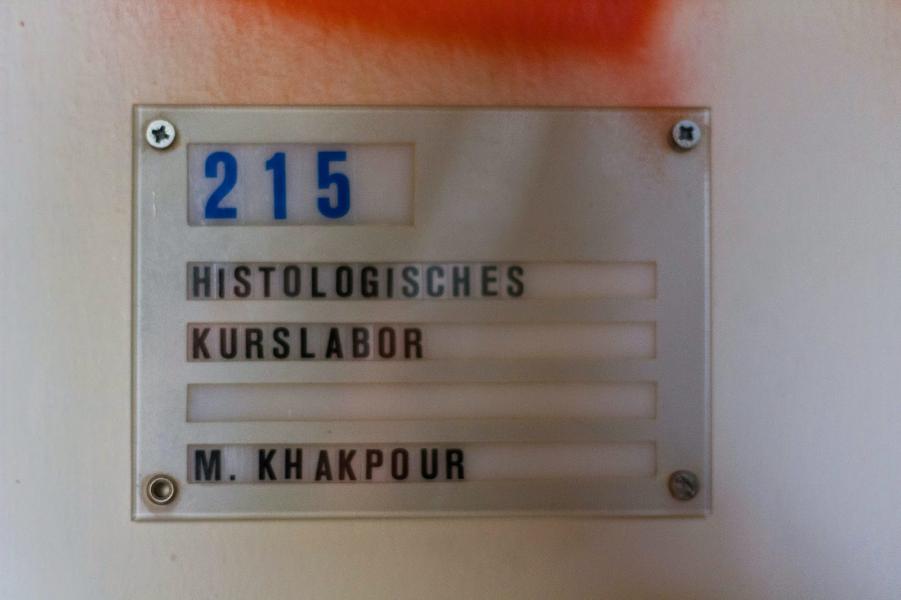 215
HISTOLOGISCHES
KURSLABOR
M. KHAKPOUR